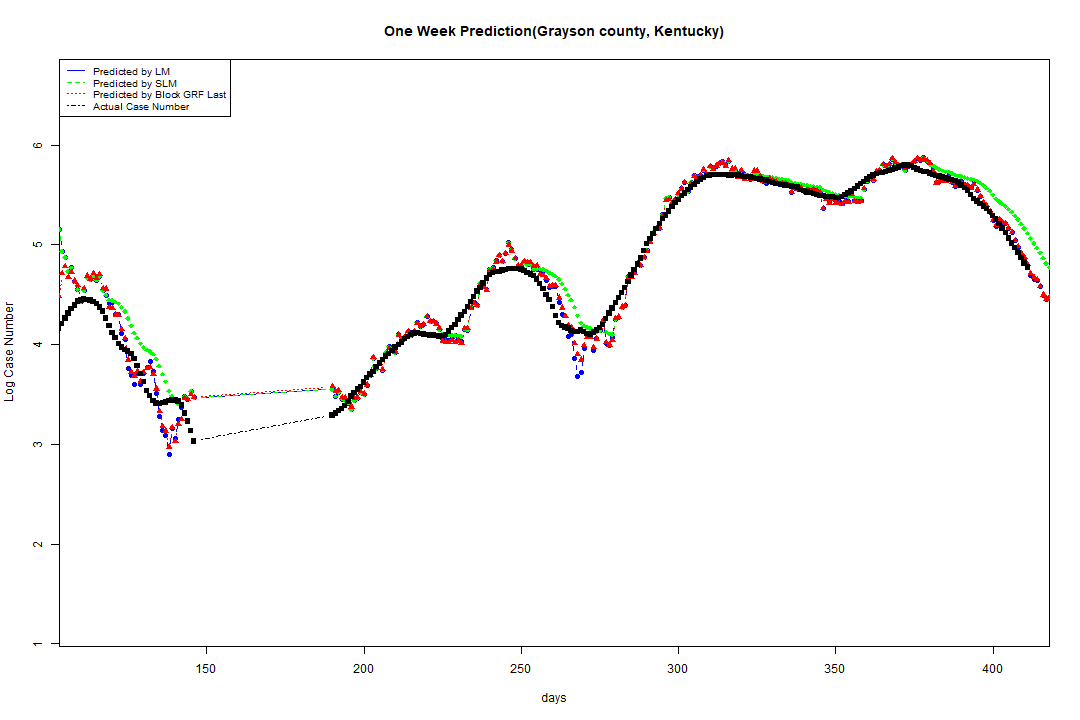 One Week Prediction(Grayson county, Kentucky)
Predicted by LM
Predicted by SLM
Predicted by Block GRF Last
Actual Case Number
6
5
4
3
2
1
Log Case Number
150 200 250 300 350 400
days